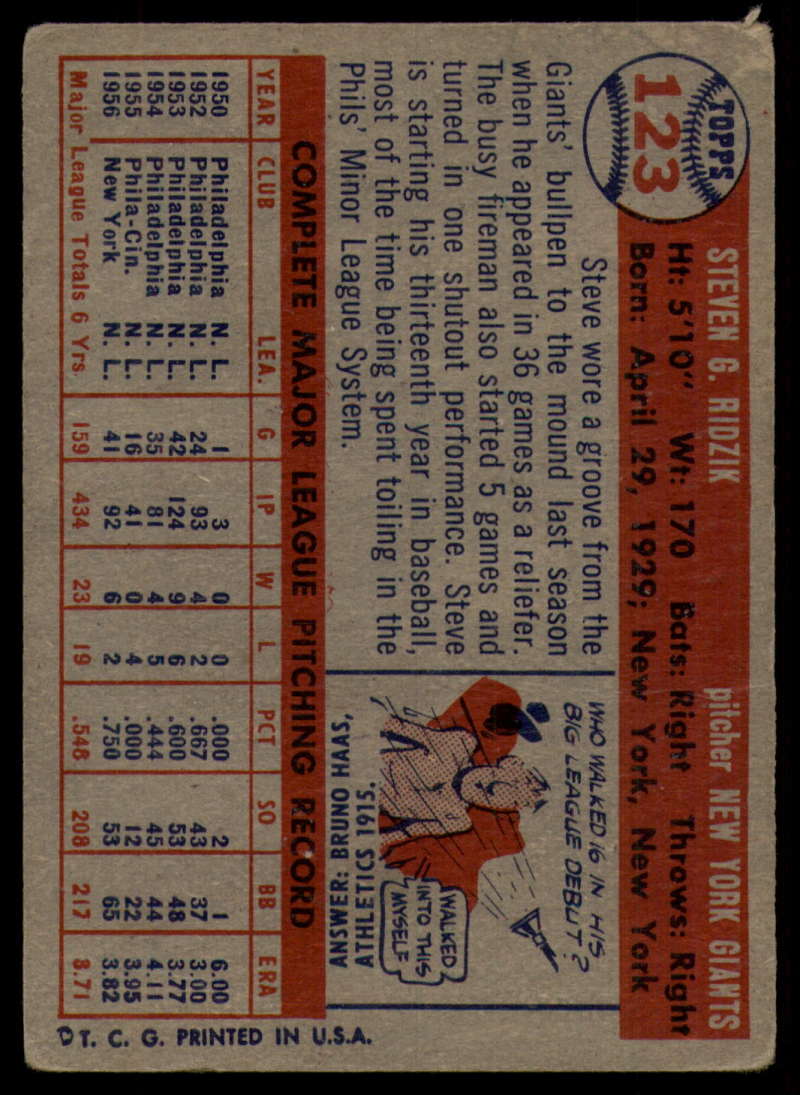 TOPPS
123
STEVEN G. RIDZIK pitcher NEW YORK GIANTS
Ht: 5'10" Wt: 170 Bats: Right Throws: Right
Born: April 29, 1929; New York, New York
Steve wore a groove from the
Giants' bullpen to the mound last season
when he appeared in 36 games as a reliefer.
The busy fireman also started 5 games and
turned in one shutout performance. Steve
is starting his thirteenth year in baseball,
most of the time being spent toiling in the
Phils' Minor League System.
WHO WALKED 16 IN HIS
BIG LEAGUE DEBUT?
I WALKED
INTO THIS
MYSELF
ANSWER: BRUNO HAAS,
ATHLETICS 1915.
COMPLETE MAJOR LEAGUE PITCHING RECORD
YEAR CLUB LEA. G IP W L PCT SO BB ERA
1950 Philadelphia N. L. 1 3 0 0 .000 2 1 6.00
1952 Philadelphia N. L. 24 93 4 2 .667 43 37 3.00
1953 Philadelphia N. L. 42 124 9 6 .600 53 48 3.77
1954 Philadelphia N. L. 35 81 4 5 .444 45 44 4.11
1955 Phila-Cin. N. L. 16 41 0 4 .000 12 22 3.95
1956 New York N. L. 41 92 6 2 .750 53 65 3.82
Major League Totals 6 Yrs. 159 434 23 19 .548 208 217 3.71
©T. C. G. PRINTED IN U.S.A.